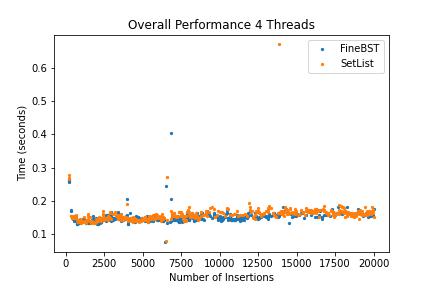 Overall Performance 4 Threads
FineBST
SetList
Time (seconds)
0.6
0.5
0.4
0.3
0.2
0.1
0 2500 5000 7500 10000 12500 15000 17500 20000
Number of Insertions